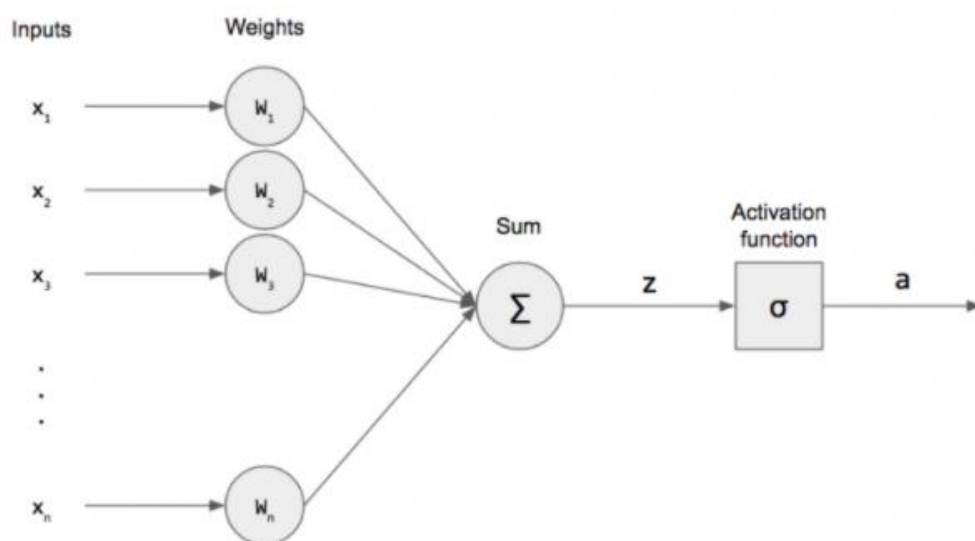 Inputs
Weights
x₁
W₁
x₂
W₂
x₃
W₃
Sum
Σ
z
Activation
function
σ
a
xₙ
Wₙ